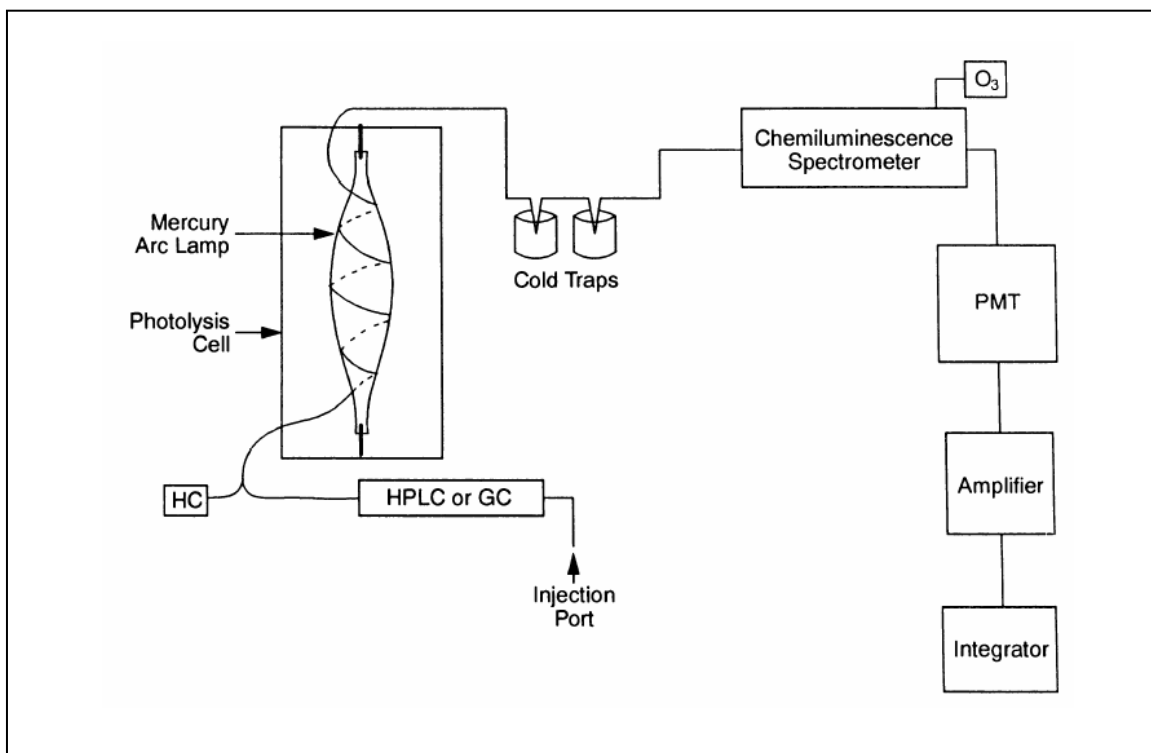 O₃
Chemiluminescence
Spectrometer
Mercury
Arc Lamp
Cold Traps
Photolysis
Cell
PMT
HC
HPLC or GC
Amplifier
Injection
Port
Integrator